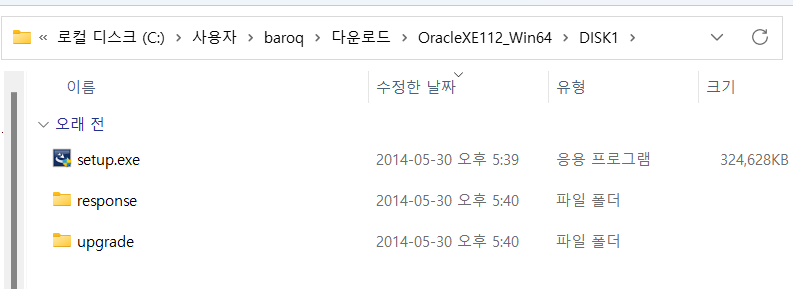 « 로컬 디스크 (C:) > 사용자 > baroq > 다운로드 > OracleXE112_Win64 > DISK1 >
이름 수정한 날짜 유형 크기
오래 전
setup.exe 2014-05-30 오후 5:39 응용 프로그램 324,628KB
response 2014-05-30 오후 5:40 파일 폴더
upgrade 2014-05-30 오후 5:40 파일 폴더